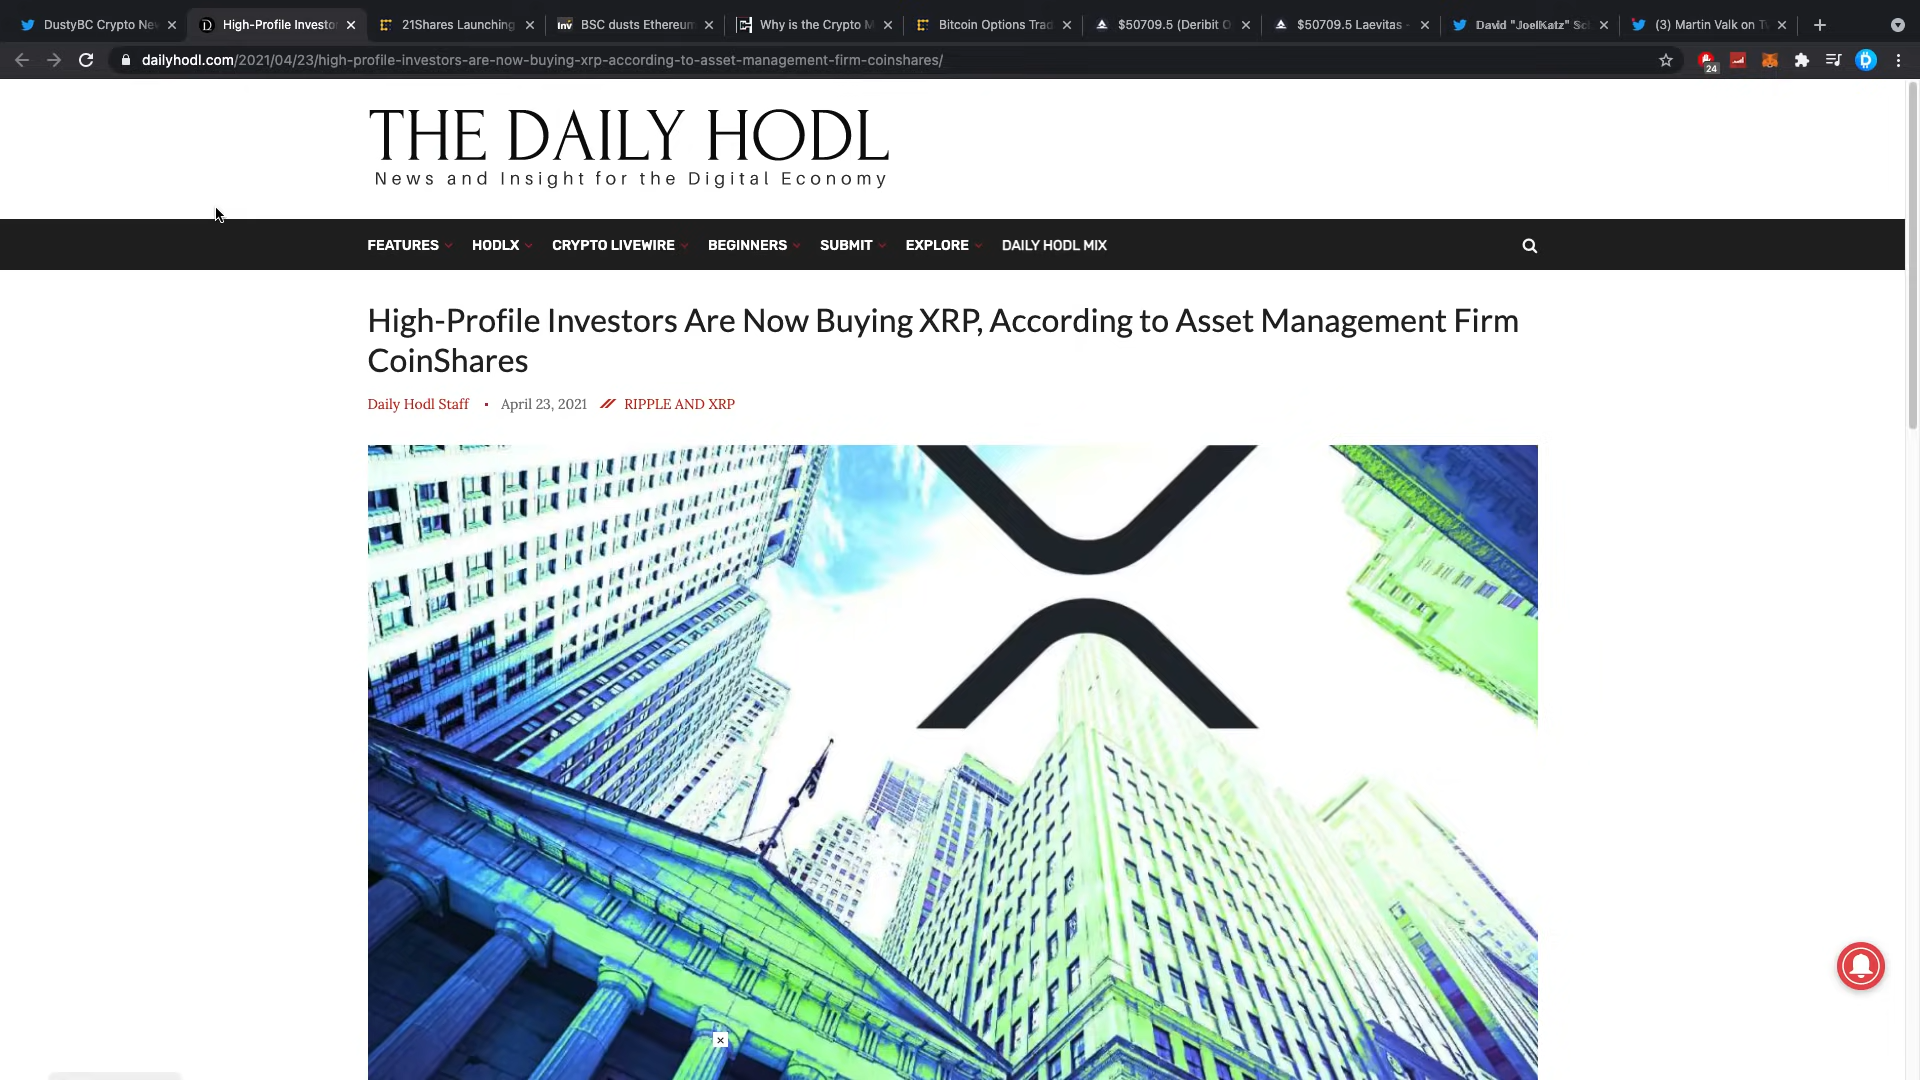 DustyBC Crypto Ne
High-Profile Investo
21Shares Launching
BSC dusts Ethereum
Why is the Crypto M
Bitcoin Options Trad
$50709.5 (Deribit O
$50709.5 Laevitas -
David "JoelKatz" Sc
(3) Martin Valk on Tw
dailyhodl.com/2021/04/23/high-profile-investors-are-now-buying-xrp-according-to-asset-management-firm-coinshares/
24
THE DAILY HODL
News and Insight for the Digital Economy
FEATURES HODLX CRYPTO LIVEWIRE BEGINNERS SUBMIT EXPLORE DAILY HODL MIX
High-Profile Investors Are Now Buying XRP, According to Asset Management Firm
CoinShares
Daily Hodl Staff • April 23, 2021 RIPPLE AND XRP